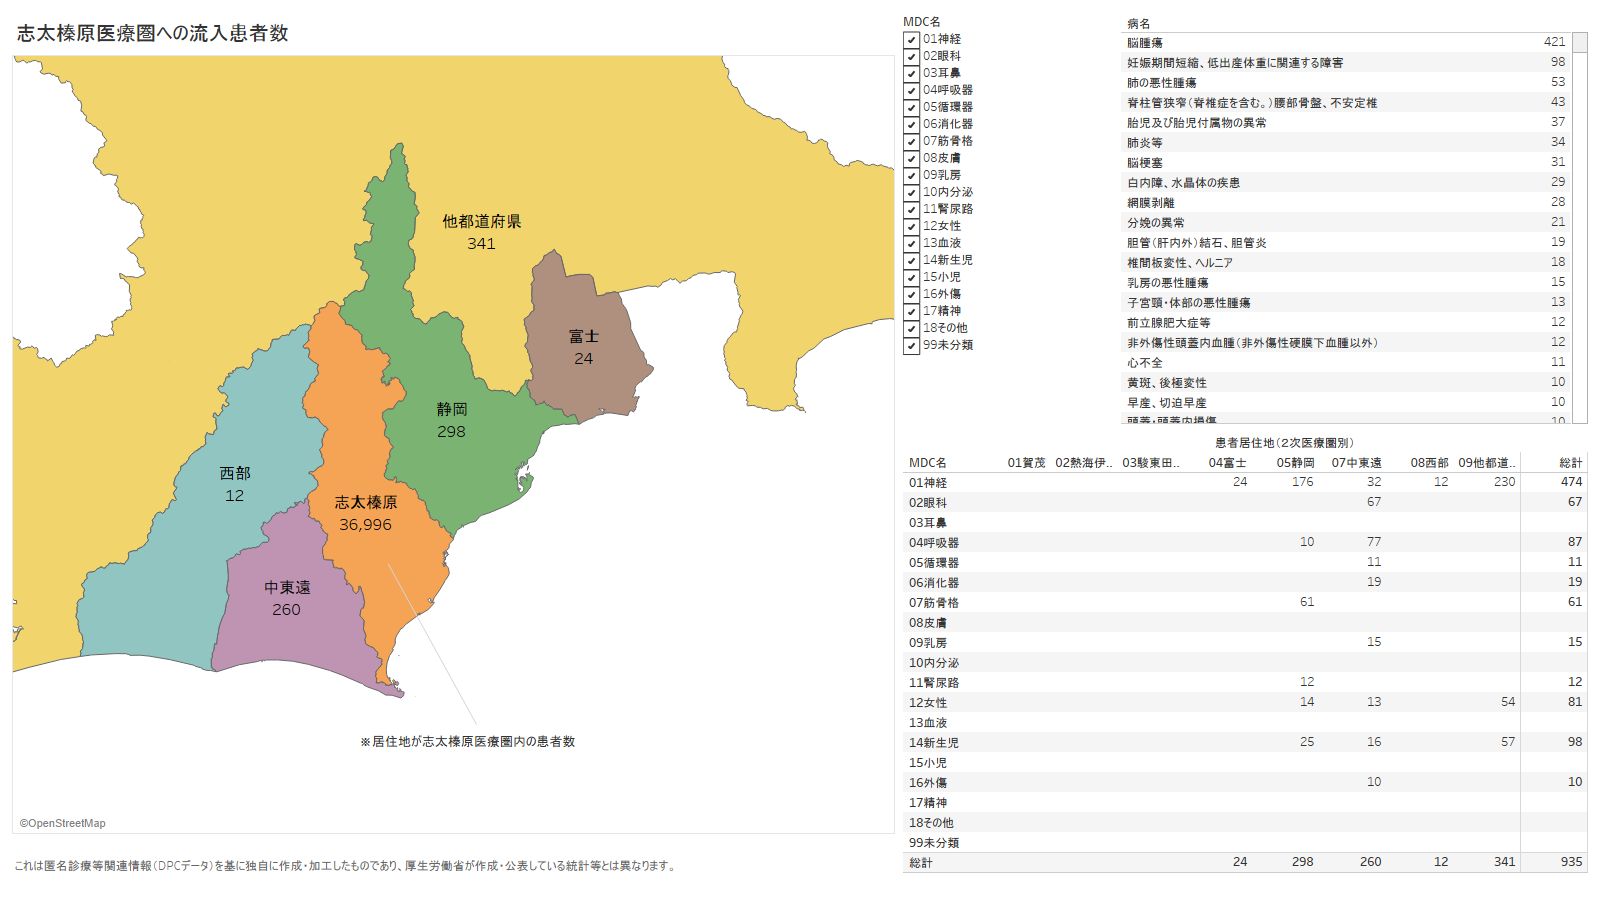 志太榛原医療圏への流入患者数
他都道府県
341
富士
24
静岡
298
西部
12
志太榛原
36,996
中東遠
260
※居住地が志太榛原医療圏内の患者数
©OpenStreetMap
これは匿名診療等関連情報（DPCデータ）を基に独自に作成・加工したものであり、厚生労働省が作成・公表している統計等とは異なります。
MDC名
01神経
02眼科
03耳鼻
04呼吸器
05循環器
06消化器
07筋骨格
08皮膚
09乳房
10内分泌
11腎尿路
12女性
13血液
14新生児
15小児
16外傷
17精神
18その他
99未分類
病名
脳腫瘍 421
妊娠期間短縮、低出産体重に関連する障害 98
肺の悪性腫瘍 53
脊柱管狭窄（脊椎症を含む。）腰部骨盤、不安定椎 43
胎児及び胎児付属物の異常 37
肺炎等 34
脳梗塞 31
白内障、水晶体の疾患 29
網膜剥離 28
分娩の異常 21
胆管（肝内外）結石、胆管炎 19
椎間板変性、ヘルニア 18
乳房の悪性腫瘍 15
子宮頸・体部の悪性腫瘍 13
前立腺肥大症等 12
非外傷性頭蓋内血腫（非外傷性硬膜下血腫以外） 12
心不全 11
黄斑、後極変性 10
早産、切迫早産 10
頭蓋・頭蓋内損傷 10
患者居住地（2次医療圏別）
MDC名 01賀茂 02熱海伊.. 03駿東田.. 04富士 05静岡 07中東遠 08西部 09他都道.. 総計
01神経 24 176 32 12 230 474
02眼科 67 67
03耳鼻
04呼吸器 10 77 87
05循環器 11 11
06消化器 19 19
07筋骨格 61 61
08皮膚
09乳房 15 15
10内分泌
11腎尿路 12 12
12女性 14 13 54 81
13血液
14新生児 25 16 57 98
15小児
16外傷 10 10
17精神
18その他
99未分類
総計 24 298 260 12 341 935